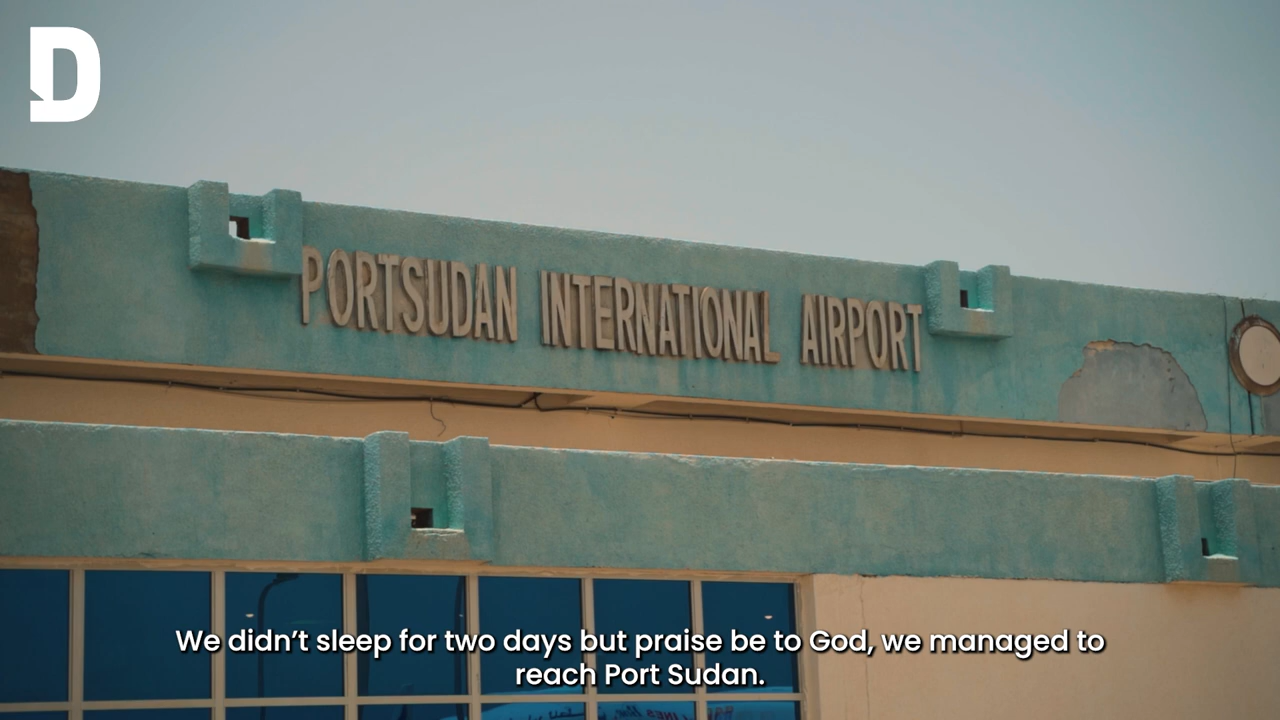 D
PORTSUDAN INTERNATIONAL AIRPORT
We didn't sleep for two days but praise be to God, we managed to
reach Port Sudan.